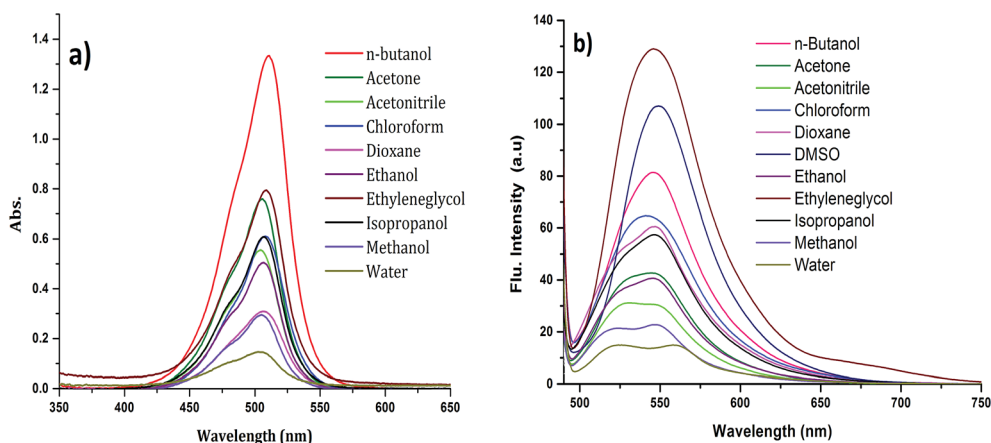 a)
n-butanol
Acetone
Acetonitrile
Chloroform
Dioxane
Ethanol
Ethyleneglycol
Isopropanol
Methanol
Water
Abs.
1.4
1.2
1.0
0.8
0.6
0.4
0.2
0.0
350 400 450 500 550 600 650
Wavelength (nm)
b)
n-Butanol
Acetone
Acetonitrile
Chloroform
Dioxane
DMSO
Ethanol
Ethyleneglycol
Isopropanol
Methanol
Water
Flu. Intensity (a.u)
140
120
100
80
60
40
20
0
500 550 600 650 700 750
Wavelength (nm)